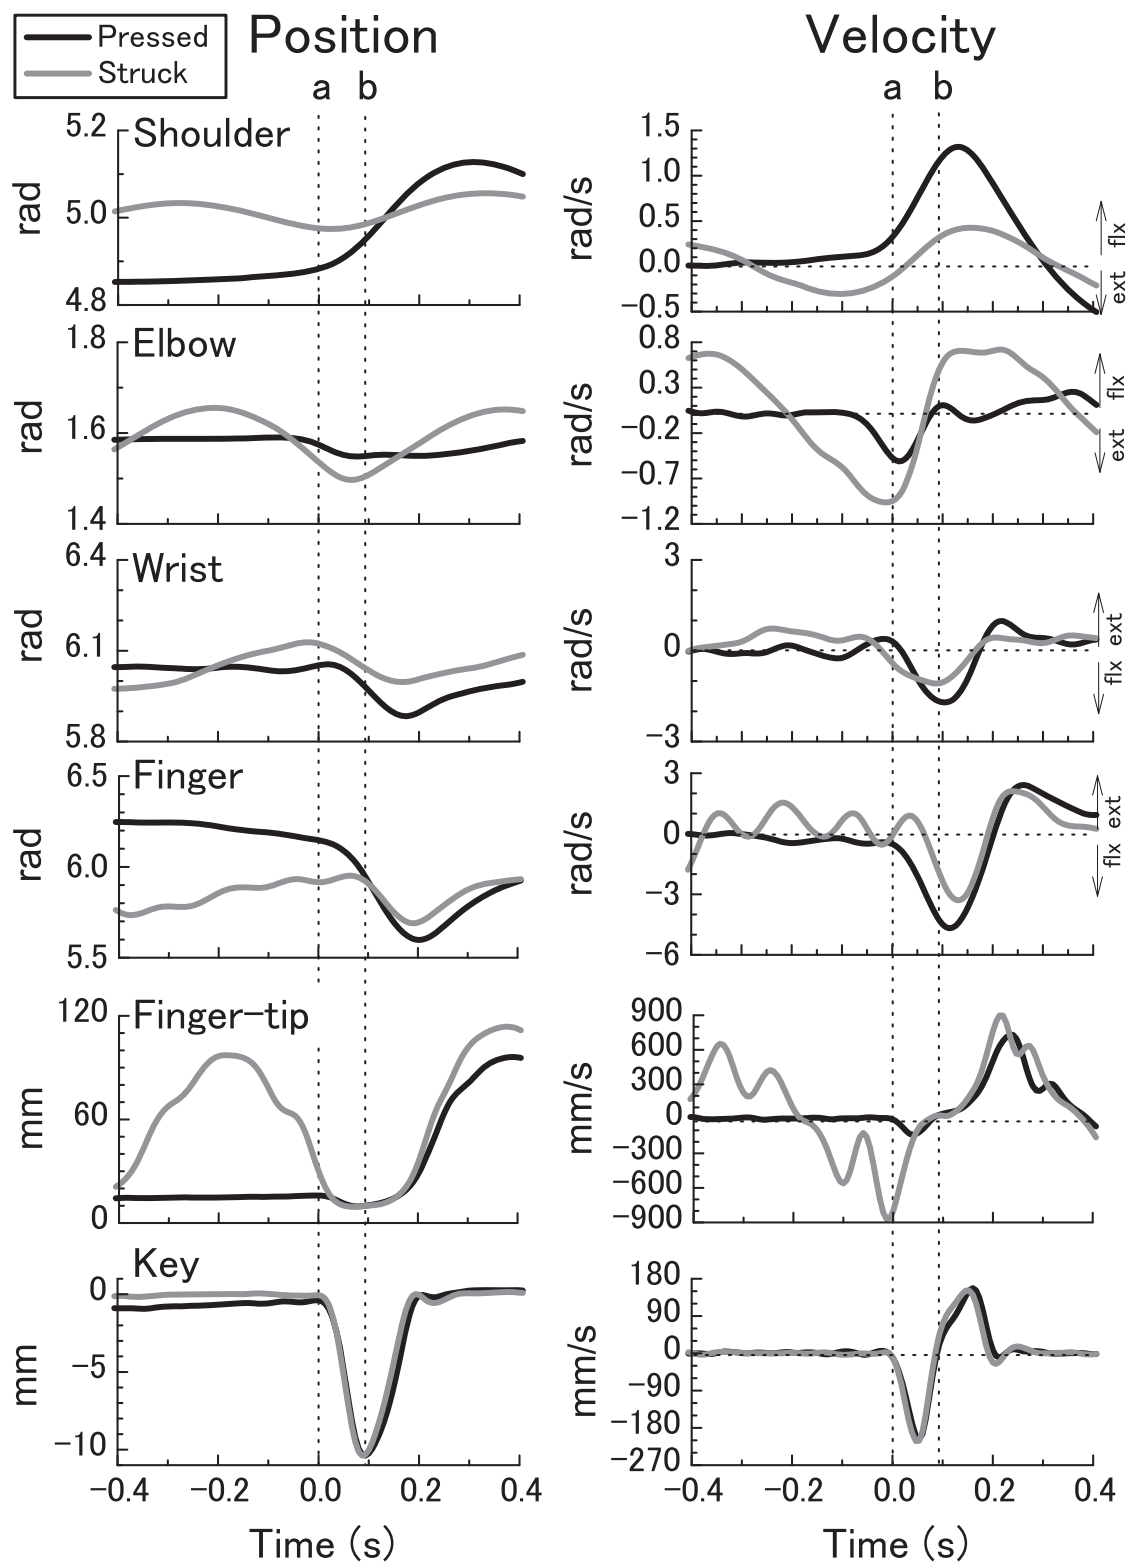 Pressed
Struck
Position
Velocity
a b
a b
Shoulder
rad
5.2
5.0
4.8
rad/s
1.5
1.0
0.5
0.0
-0.5
flx
ext
Elbow
rad
1.8
1.6
1.4
rad/s
0.8
0.3
-0.2
-0.7
-1.2
flx
ext
Wrist
rad
6.4
6.1
5.8
rad/s
3
0
-3
ext
flx
Finger
rad
6.5
6.0
5.5
rad/s
3
0
-3
-6
ext
flx
Finger-tip
mm
120
60
0
mm/s
900
600
300
0
-300
-600
-900
Key
mm
0
-5
-10
mm/s
180
90
0
-90
-180
-270
-0.4 -0.2 0.0 0.2 0.4
-0.4 -0.2 0.0 0.2 0.4
Time (s)
Time (s)